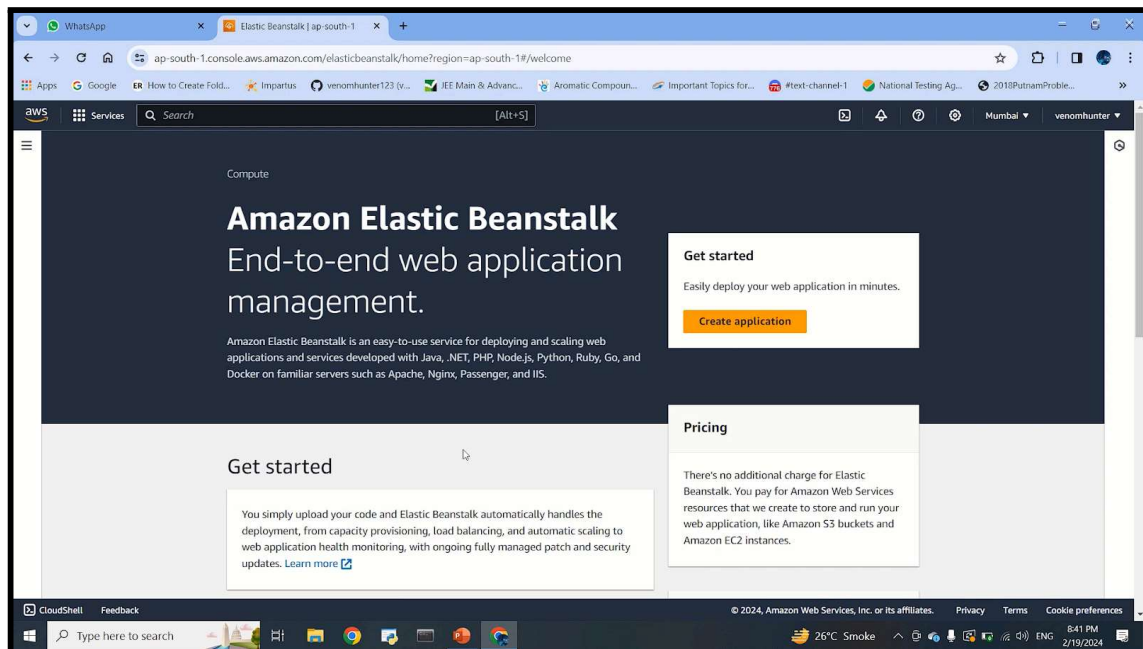 WhatsApp
Elastic Beanstalk | ap-south-1
ap-south-1.console.aws.amazon.com/elasticbeanstalk/home?region=ap-south-1#/welcome
Apps Google ER How to Create Fold... Impartus venomhunter123 (v... JEE Main & Advanc... Aromatic Compoun... Important Topics for... #text-channel-1 National Testing Ag... 2018PutnamProble... »
aws Services Search [Alt+S] Mumbai venomhunter
Compute
Amazon Elastic Beanstalk
End-to-end web application
management.
Amazon Elastic Beanstalk is an easy-to-use service for deploying and scaling web
applications and services developed with Java, .NET, PHP, Node.js, Python, Ruby, Go, and
Docker on familiar servers such as Apache, Nginx, Passenger, and IIS.
Get started
Easily deploy your web application in minutes.
Create application
Pricing
There's no additional charge for Elastic
Beanstalk. You pay for Amazon Web Services
resources that we create to store and run your
web application, like Amazon S3 buckets and
Amazon EC2 instances.
Get started
You simply upload your code and Elastic Beanstalk automatically handles the
deployment, from capacity provisioning, load balancing, and automatic scaling to
web application health monitoring, with ongoing fully managed patch and security
updates. Learn more
CloudShell Feedback © 2024, Amazon Web Services, Inc. or its affiliates. Privacy Terms Cookie preferences
Type here to search 26°C Smoke ENG 8:41 PM
2/19/2024